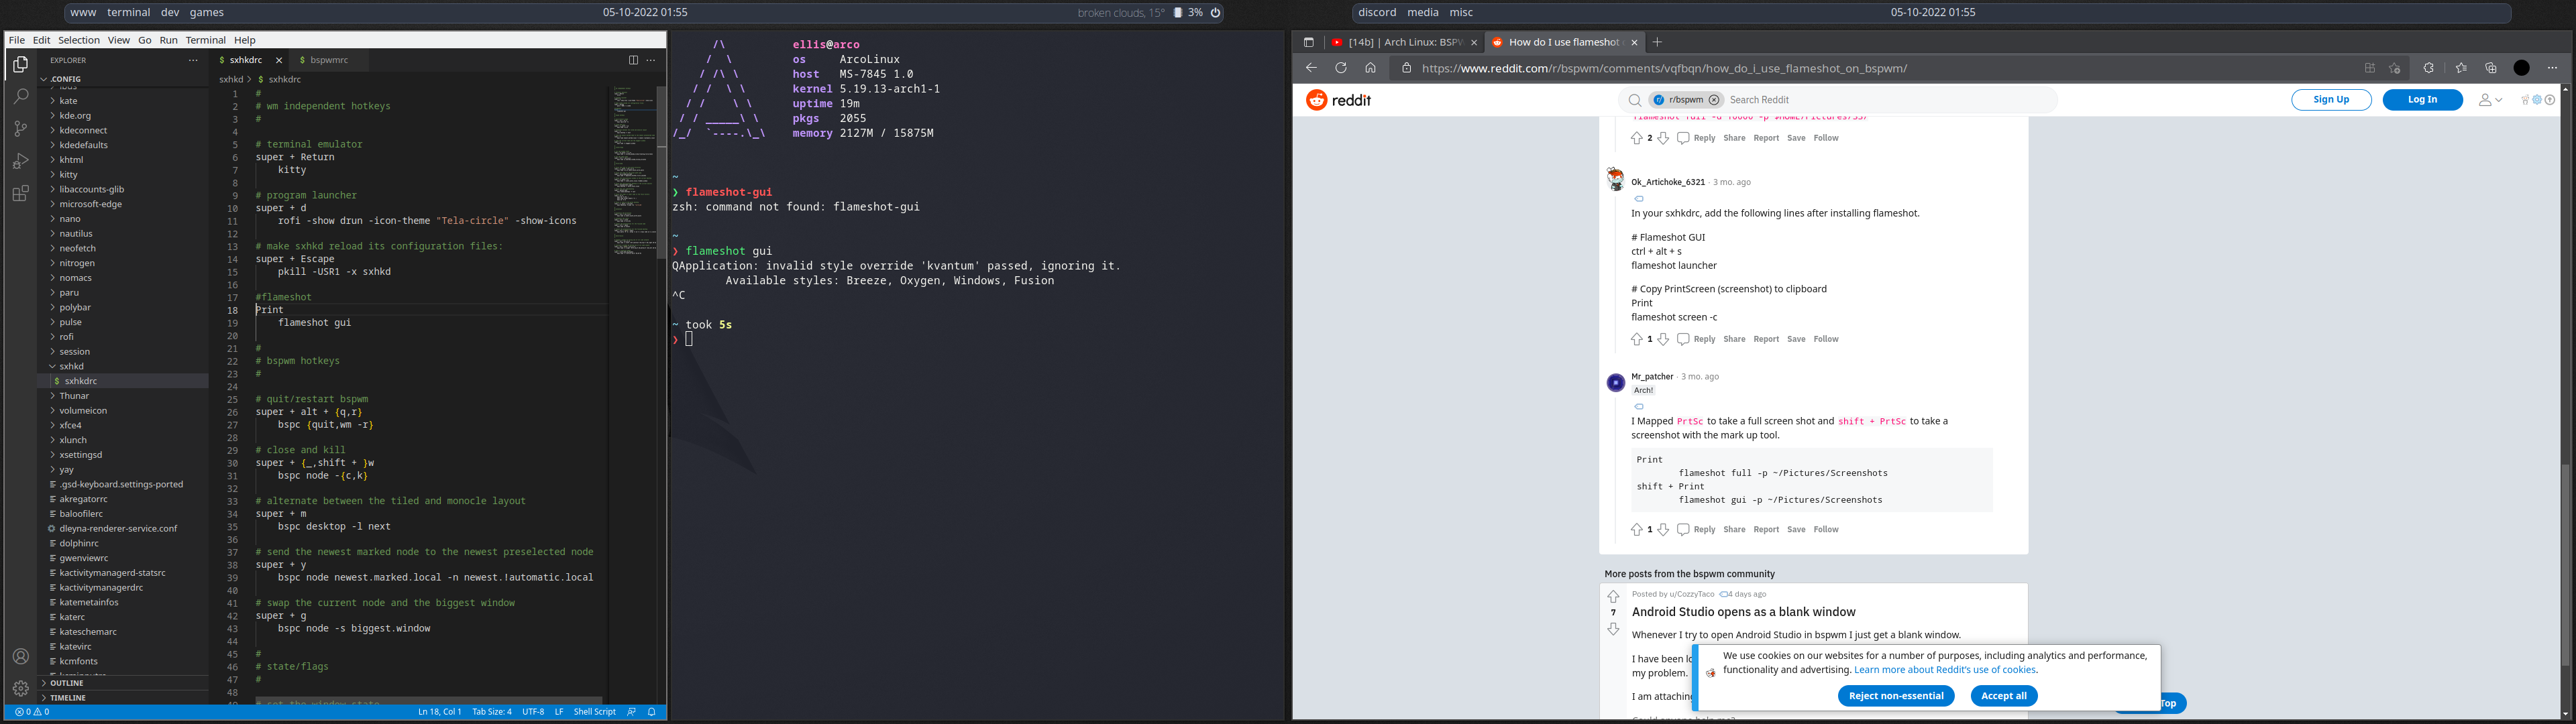 www terminal dev games
05-10-2022 01:55
broken clouds, 15° 3%
discord media misc
05-10-2022 01:55
File Edit Selection View Go Run Terminal Help
EXPLORER
.CONFIG
kate
kde.org
kdeconnect
kdedefaults
khtml
kitty
libaccounts-glib
microsoft-edge
nano
nautilus
neofetch
nitrogen
nomacs
paru
polybar
pulse
rofi
session
sxhkd
$ sxhkdrc
Thunar
volumeicon
xfce4
xlunch
xsettingsd
yay
.gsd-keyboard.settings-ported
akregatorrc
baloofilerc
dleyna-renderer-service.conf
dolphinrc
gwenviewrc
kactivitymanagerd-statsrc
kactivitymanagerdrc
katemetainfos
katerc
kateschemarc
katevirc
kcmfonts
OUTLINE
TIMELINE
$ sxhkdrc
$ bspwmrc
sxhkd > $ sxhkdrc
1 #
2 # wm independent hotkeys
3 #
4
5 # terminal emulator
6 super + Return
7 kitty
8
9 # program launcher
10 super + d
11 rofi -show drun -icon-theme "Tela-circle" -show-icons
12
13 # make sxhkd reload its configuration files:
14 super + Escape
15 pkill -USR1 -x sxhkd
16
17 #flameshot
18 Print
19 flameshot gui
20
21 #
22 # bspwm hotkeys
23 #
24
25 # quit/restart bspwm
26 super + alt + {q,r}
27 bspc {quit,wm -r}
28
29 # close and kill
30 super + {_,shift + }w
31 bspc node -{c,k}
32
33 # alternate between the tiled and monocle layout
34 super + m
35 bspc desktop -l next
36
37 # send the newest marked node to the newest preselected node
38 super + y
39 bspc node newest.marked.local -n newest.!automatic.local
40
41 # swap the current node and the biggest window
42 super + g
43 bspc node -s biggest.window
44
45 #
46 # state/flags
47 #
48
0 0
Ln 18, Col 1 Tab Size: 4 UTF-8 LF Shell Script
/\ ellis@arco
/ \ os ArcoLinux
/ /\ \ host MS-7845 1.0
/ / \ \ kernel 5.19.13-arch1-1
/ / \ \ uptime 19m
/ / _____\ \ pkgs 2055
/_/ `----.\_\ memory 2127M / 15875M
~
❯ flameshot-gui
zsh: command not found: flameshot-gui
~
❯ flameshot gui
QApplication: invalid style override 'kvantum' passed, ignoring it.
Available styles: Breeze, Oxygen, Windows, Fusion
^C
~ took 5s
❯
[14b] | Arch Linux: BSPW
How do I use flameshot
https://www.reddit.com/r/bspwm/comments/vqfbqn/how_do_i_use_flameshot_on_bspwm/
reddit
r/bspwm Search Reddit
Sign Up Log In
2 Reply Share Report Save Follow
Ok_Artichoke_6321 · 3 mo. ago
In your sxhkdrc, add the following lines after installing flameshot.
# Flameshot GUI
ctrl + alt + s
flameshot launcher
# Copy PrintScreen (screenshot) to clipboard
Print
flameshot screen -c
1 Reply Share Report Save Follow
Mr_patcher · 3 mo. ago
Arch!
I Mapped PrtSc to take a full screen shot and shift + PrtSc to take a
screenshot with the mark up tool.
Print
flameshot full -p ~/Pictures/Screenshots
shift + Print
flameshot gui -p ~/Pictures/Screenshots
1 Reply Share Report Save Follow
More posts from the bspwm community
Posted by u/CozzyTaco 4 days ago
7
Android Studio opens as a blank window
Whenever I try to open Android Studio in bspwm I just get a blank window.
I have been
my problem.
I am attaching
We use cookies on our websites for a number of purposes, including analytics and performance,
functionality and advertising. Learn more about Reddit's use of cookies.
Reject non-essential Accept all
Top